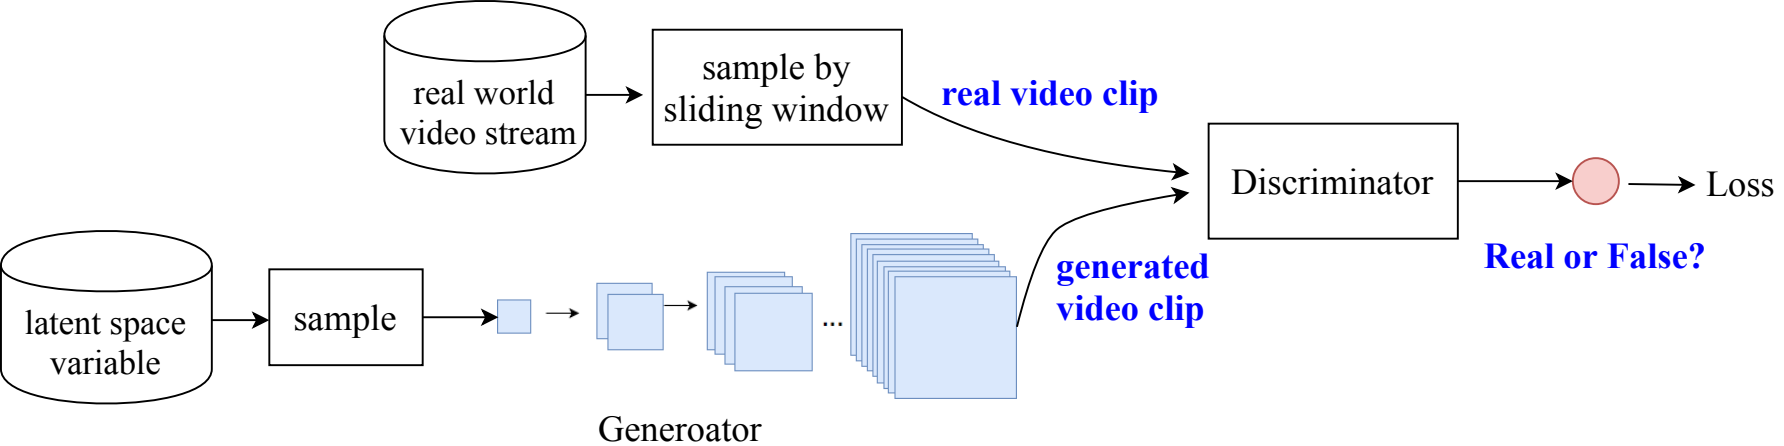 real world
video stream
sample by
sliding window
real video clip
Discriminator
Loss
Real or False?
latent space
variable
sample
...
generated
video clip
Generoator